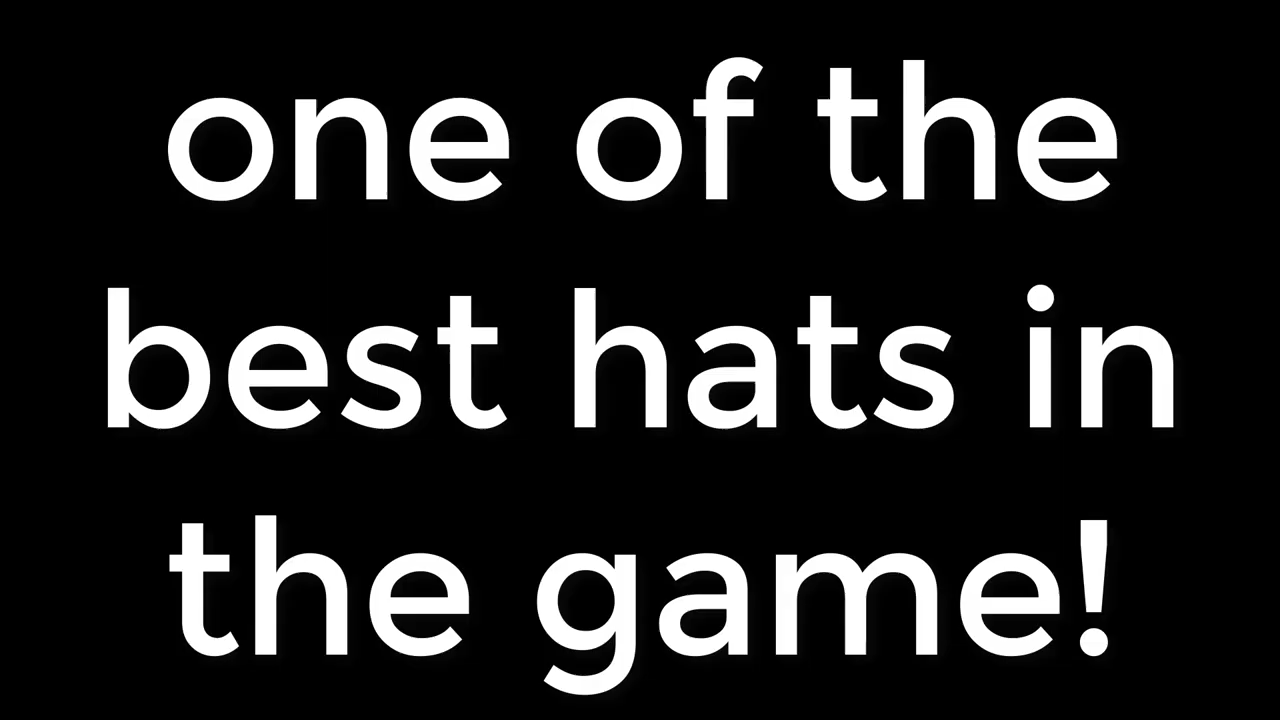 one of the
best hats in
the game!